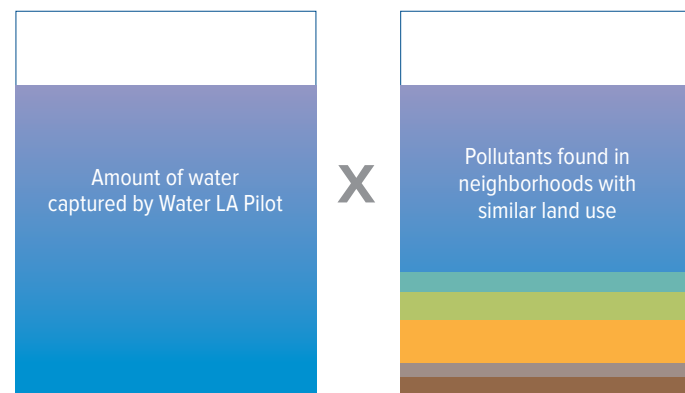 Amount of water
captured by Water LA Pilot
X
Pollutants found in
neighborhoods with
similar land use